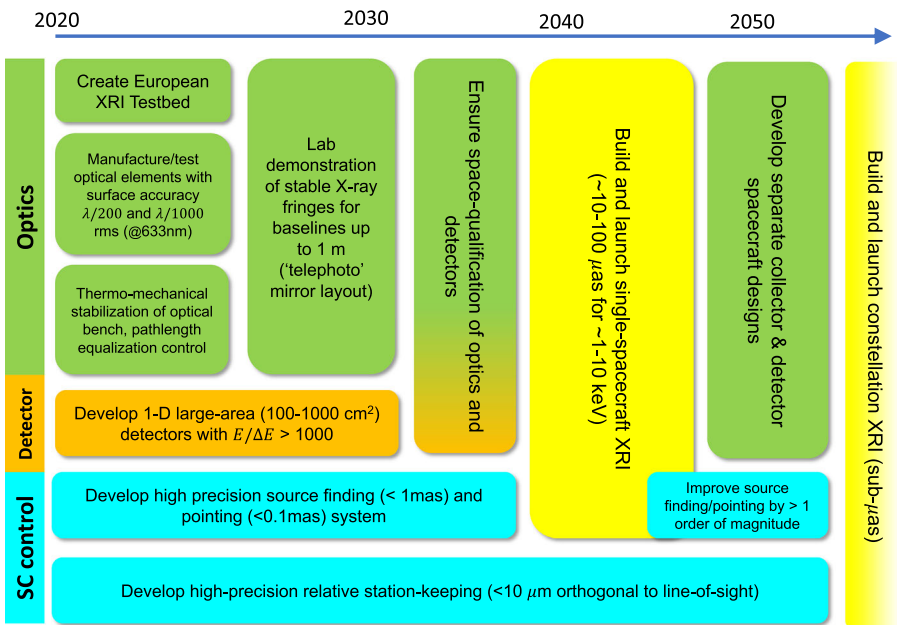 2020
2030
2040
2050
Optics
Create European
XRI Testbed
Manufacture/test
optical elements with
surface accuracy
λ/200 and λ/1000
rms (@633nm)
Thermo-mechanical
stabilization of optical
bench, pathlength
equalization control
Lab
demonstration
of stable X-ray
fringes for
baselines up
to 1 m
(‘telephoto’
mirror layout)
Ensure space-qualification of optics and
detectors
Build and launch single-spacecraft XRI
(~10-100 μas for ~1-10 keV)
Develop separate collector & detector
spacecraft designs
Build and launch constellation XRI (sub-μas)
Detector
Develop 1-D large-area (100-1000 cm²)
detectors with E/ΔE > 1000
SC control
Develop high precision source finding (< 1mas) and
pointing (<0.1mas) system
Improve source
finding/pointing by > 1
order of magnitude
Develop high-precision relative station-keeping (<10 μm orthogonal to line-of-sight)